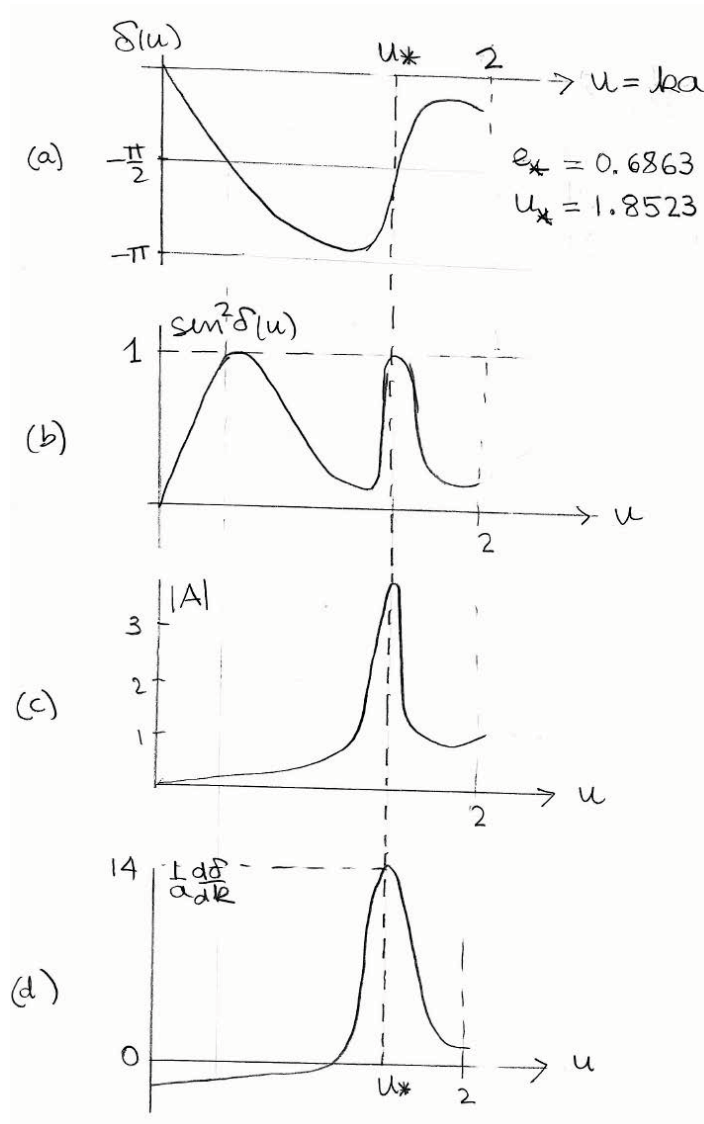 δ(u)
u* 2
u = ka
(a)
-π/2
e* = 0.6863
u* = 1.8523
-π
sen²δ(u)
1
(b)
u
2
|A|
3
2
1
(c)
u
2
14
1/a dδ/dk
(d)
0
u
u*
2